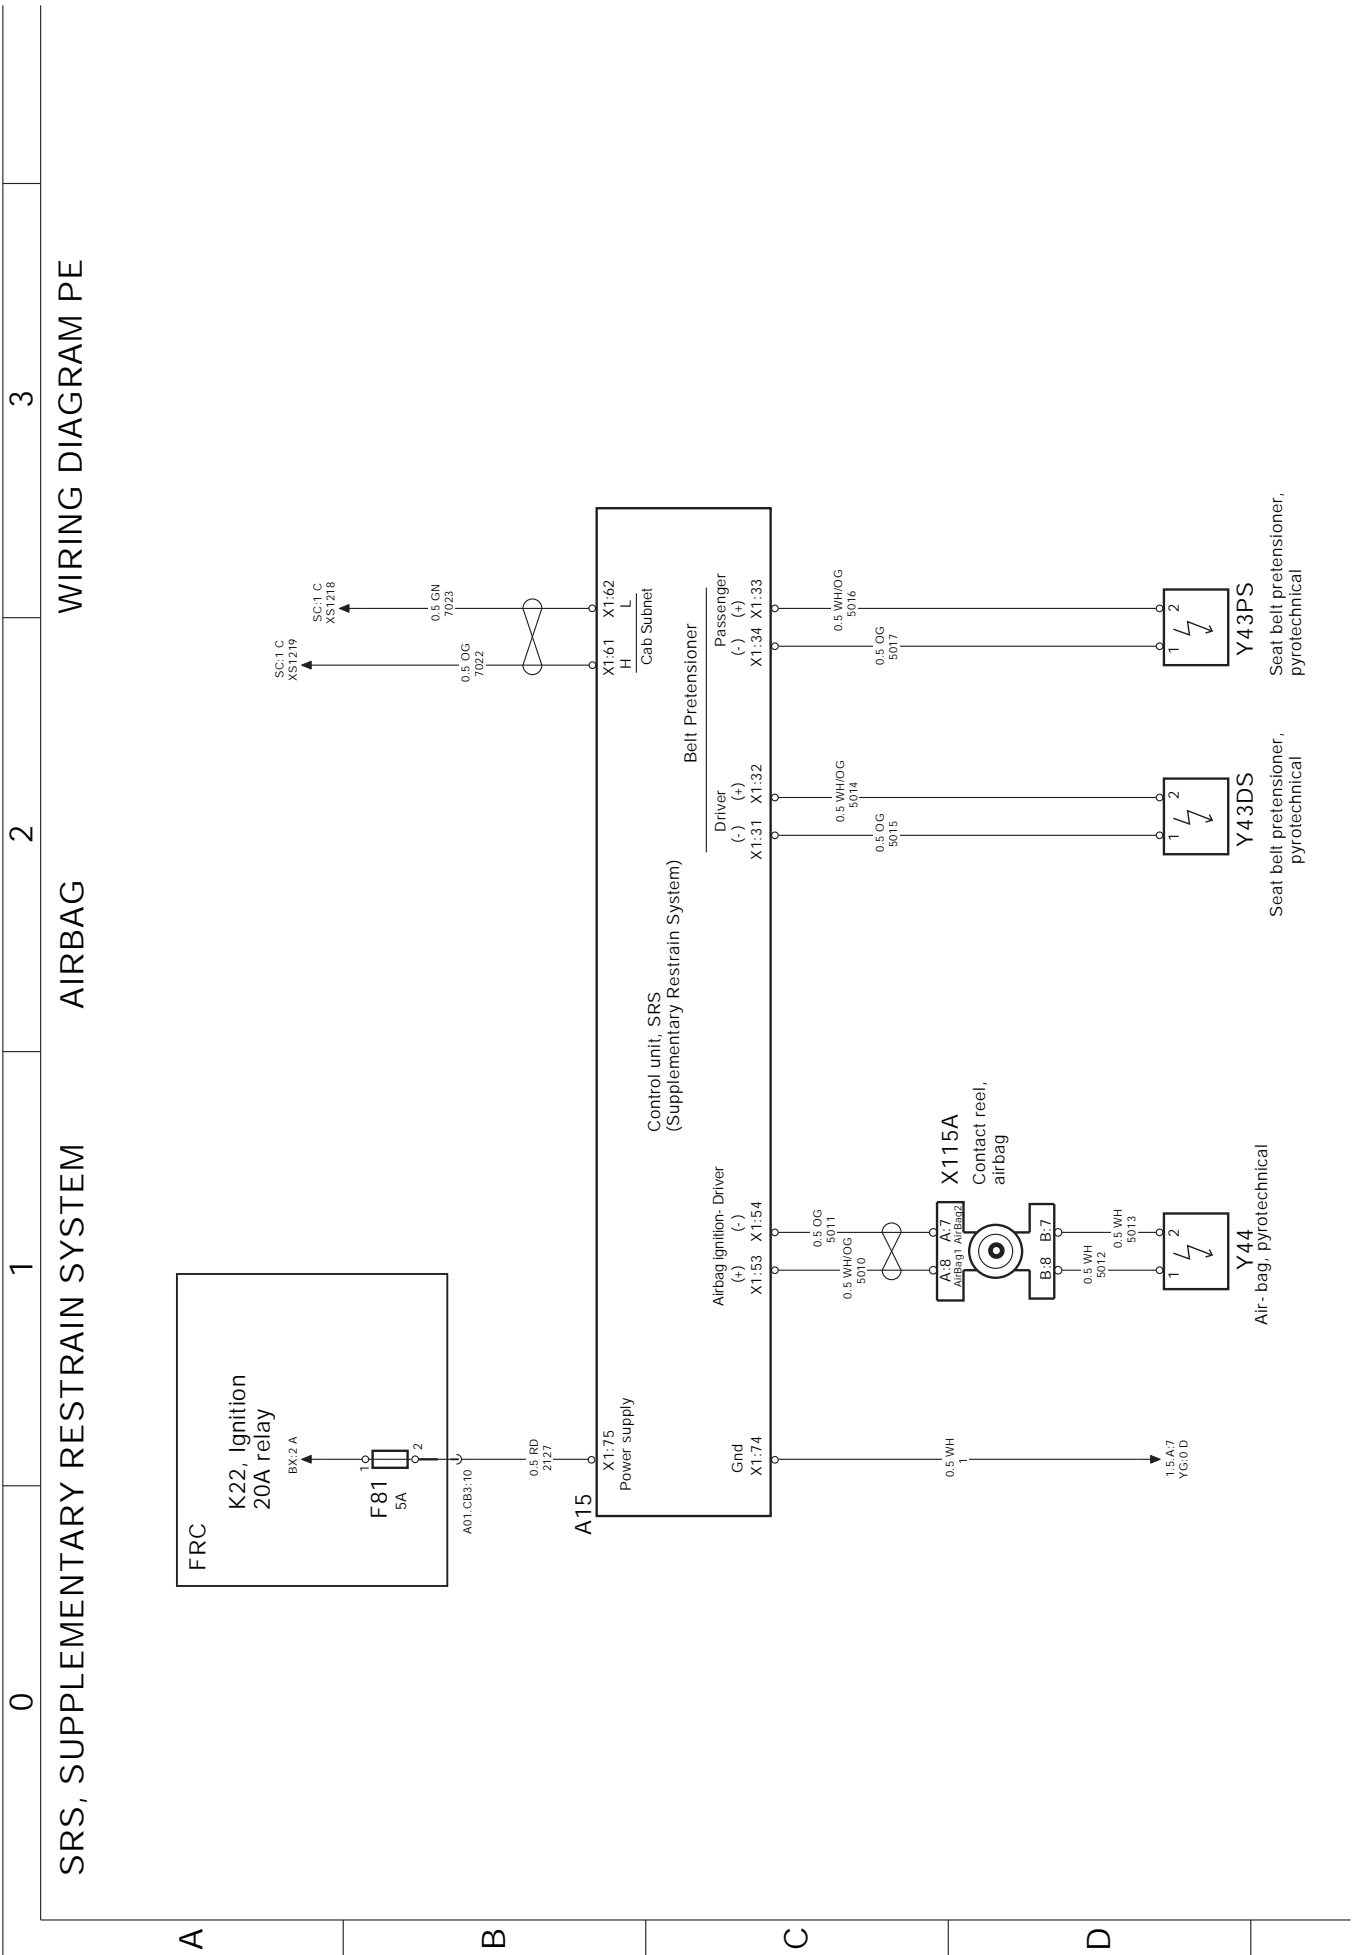 0
1
2
3
SRS, SUPPLEMENTARY RESTRAIN SYSTEM
AIRBAG
WIRING DIAGRAM PE
A
B
C
D
FRC
K22, Ignition
20A relay
BX:2 A
1
F81
5A
2
A01.CB3:10
0.5 RD
2127
SC:1 C
XS1219
SC:1 C
XS1218
0.5 OG
7022
0.5 GN
7023
A15
X1:75
Power supply
X1:61
X1:62
H
L
Cab Subnet
Control unit, SRS
(Supplementary Restrain System)
Belt Pretensioner
Gnd
X1:74
Airbag Ignition- Driver
(+)
(-)
X1:53
X1:54
Driver
(-)
(+)
X1:31
X1:32
Passenger
(-)
(+)
X1:34
X1:33
0.5 WH
1
0.5 WH/OG
5010
0.5 OG
5011
0.5 OG
5015
0.5 WH/OG
5014
0.5 OG
5017
0.5 WH/OG
5016
A:8
A:7
AirBag1
AirBag2
X115A
Contact reel,
airbag
B:8
B:7
0.5 WH
5012
0.5 WH
5013
1.5.A:7
YG:0 D
1
2
Y44
Air- bag, pyrotechnical
1
2
Y43DS
Seat belt pretensioner,
pyrotechnical
1
2
Y43PS
Seat belt pretensioner,
pyrotechnical